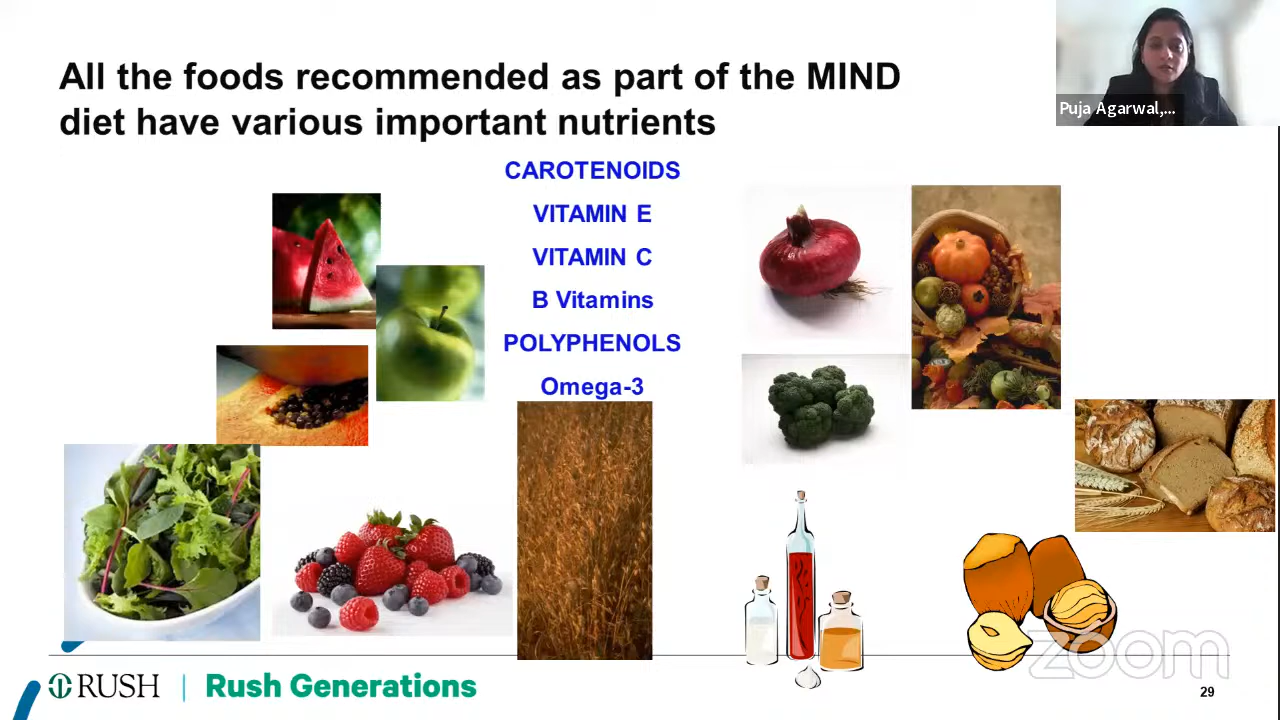 All the foods recommended as part of the MIND
diet have various important nutrients
Puja Agarwal,...
CAROTENOIDS
VITAMIN E
VITAMIN C
B Vitamins
POLYPHENOLS
Omega-3
zoom
RUSH
Rush Generations
29